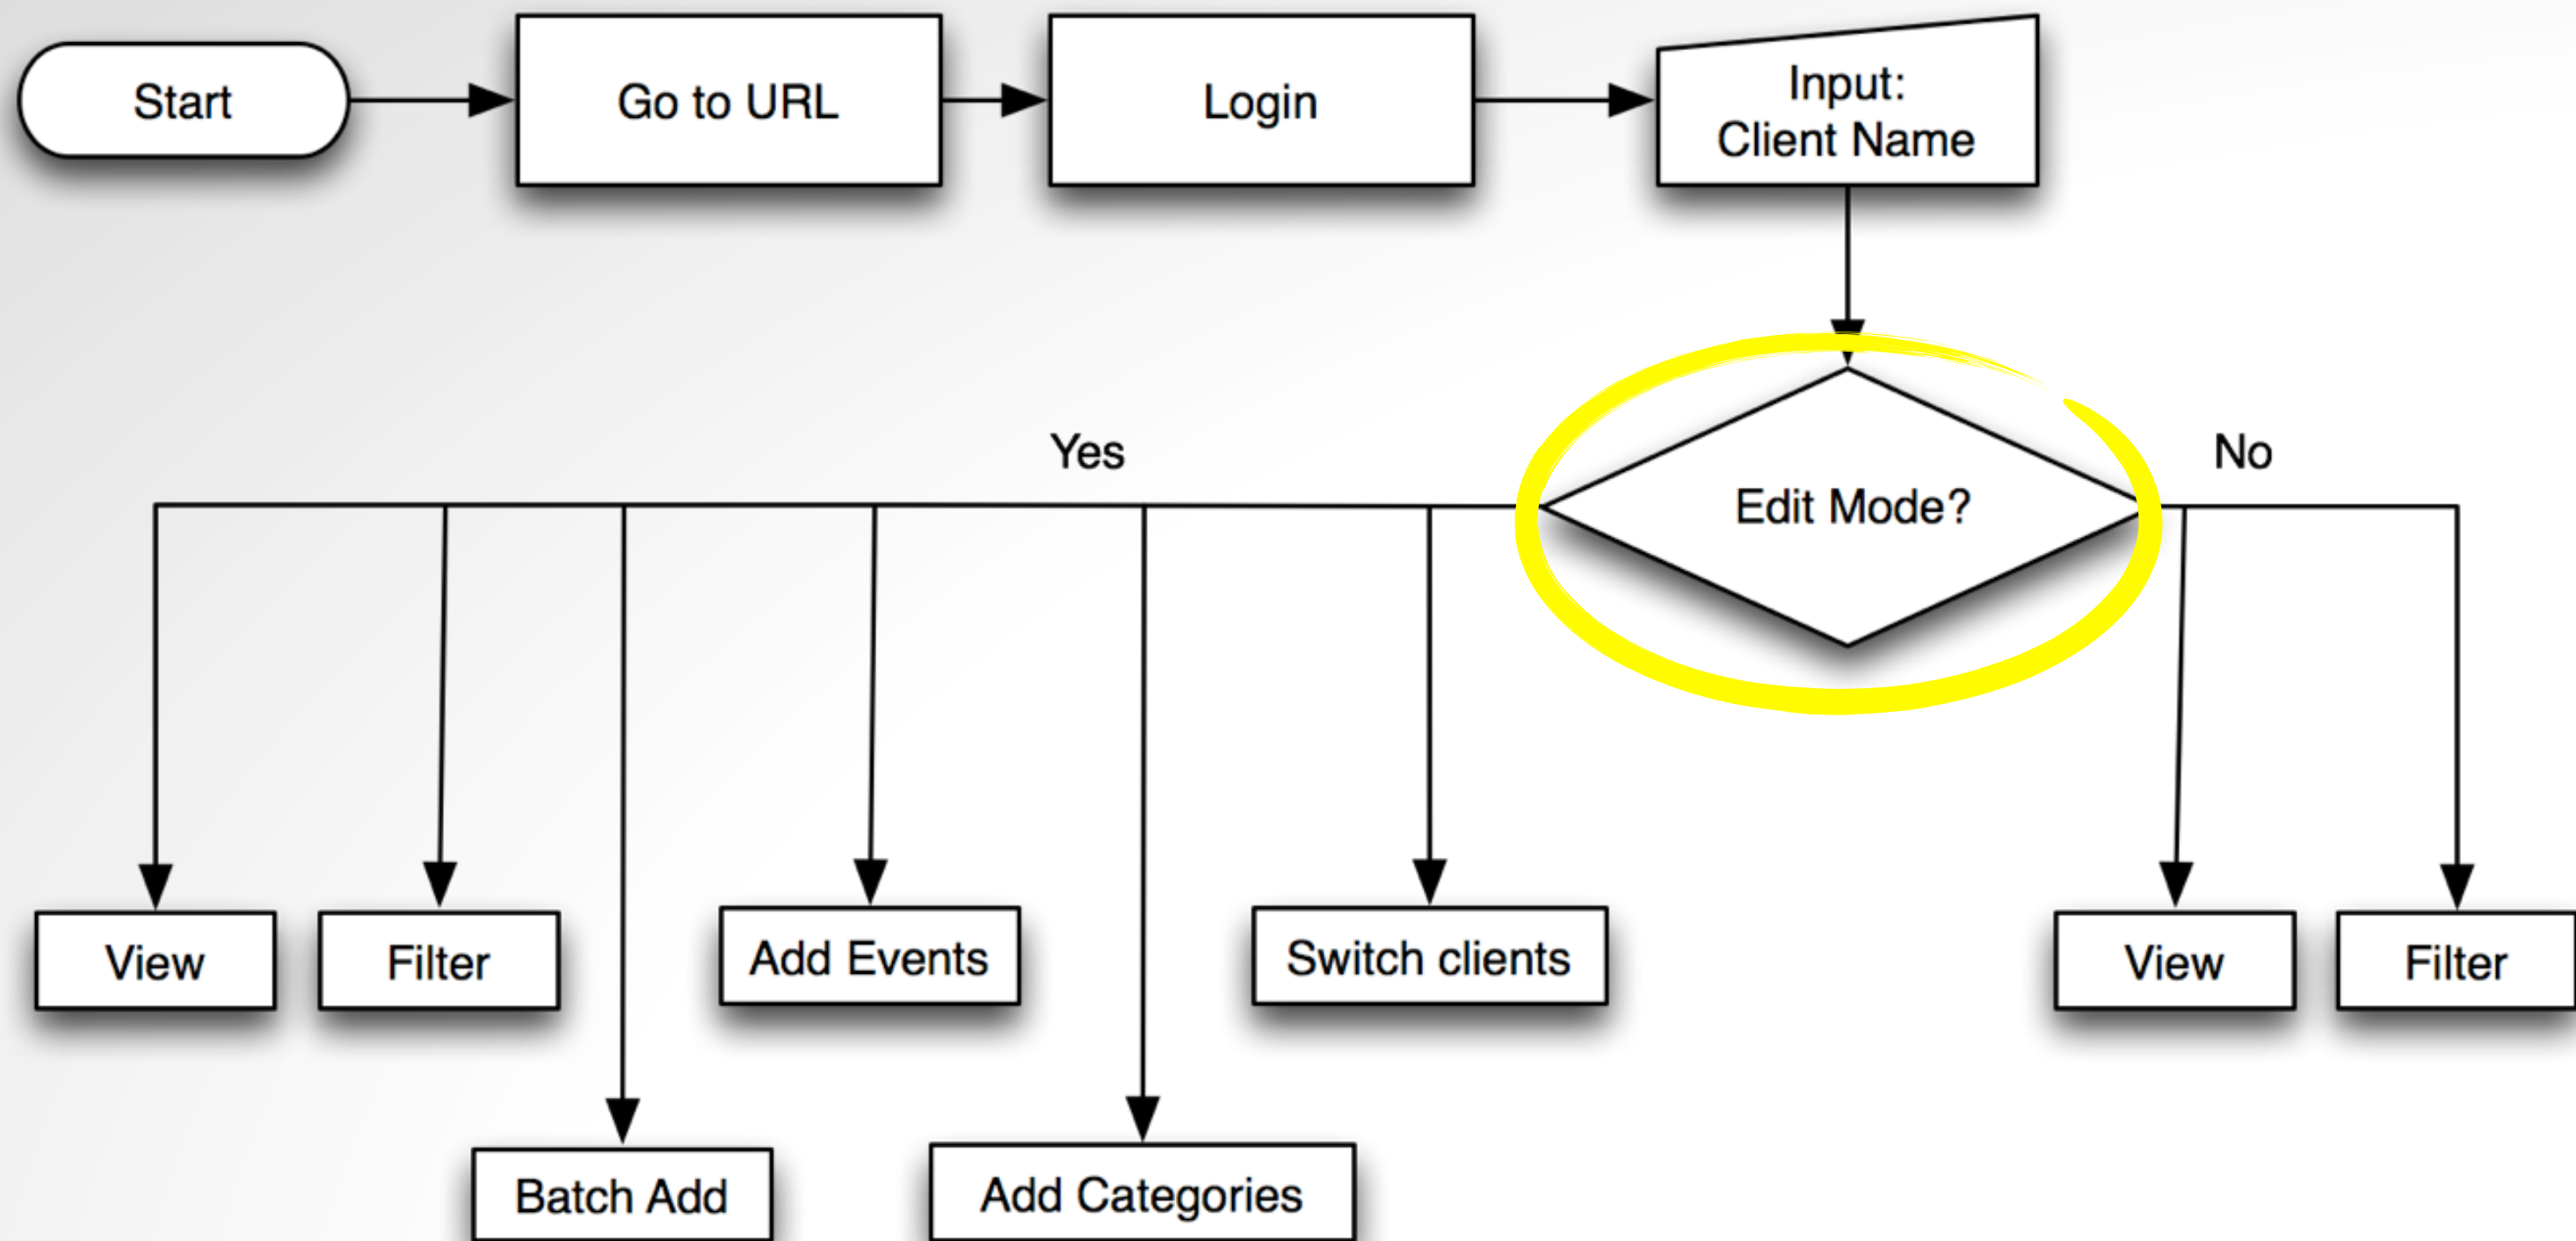 Start
Go to URL
Login
Input:
Client Name
Yes
Edit Mode?
No
View
Filter
Add Events
Switch clients
View
Filter
Batch Add
Add Categories